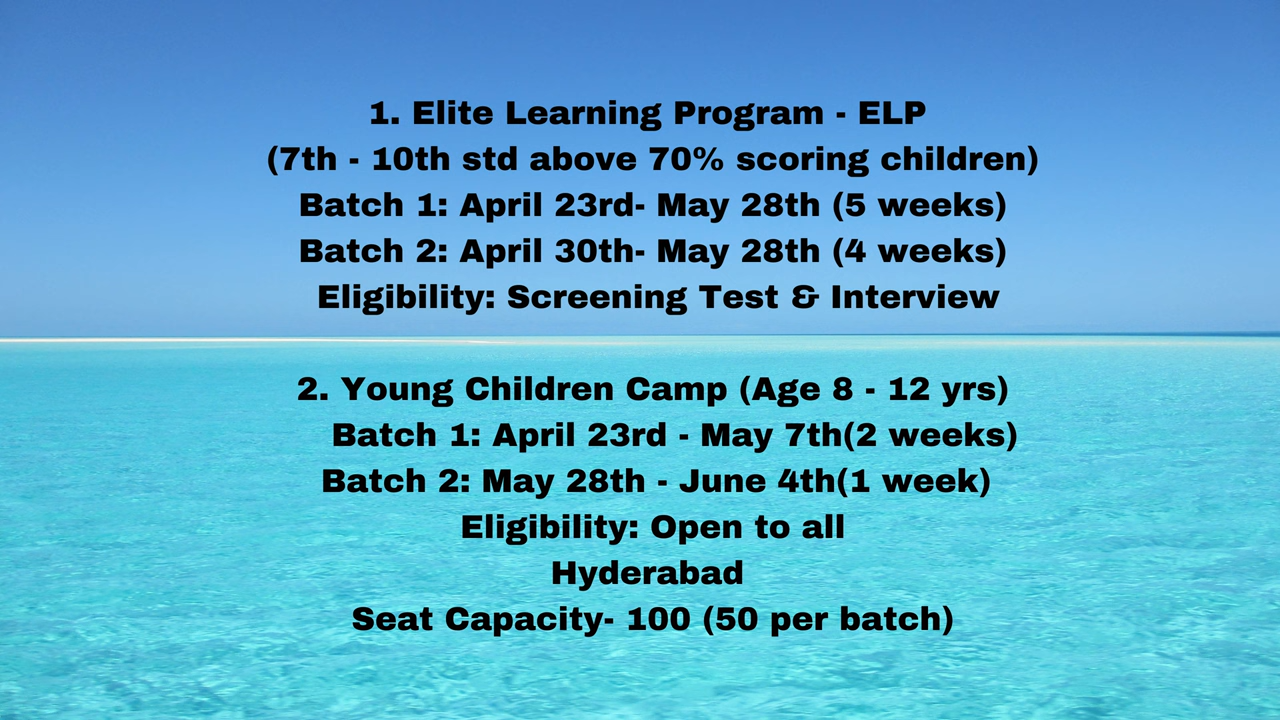 1. Elite Learning Program - ELP
(7th - 10th std above 70% scoring children)
Batch 1: April 23rd- May 28th (5 weeks)
Batch 2: April 30th- May 28th (4 weeks)
Eligibility: Screening Test & Interview
2. Young Children Camp (Age 8 - 12 yrs)
Batch 1: April 23rd - May 7th(2 weeks)
Batch 2: May 28th - June 4th(1 week)
Eligibility: Open to all
Hyderabad
Seat Capacity- 100 (50 per batch)